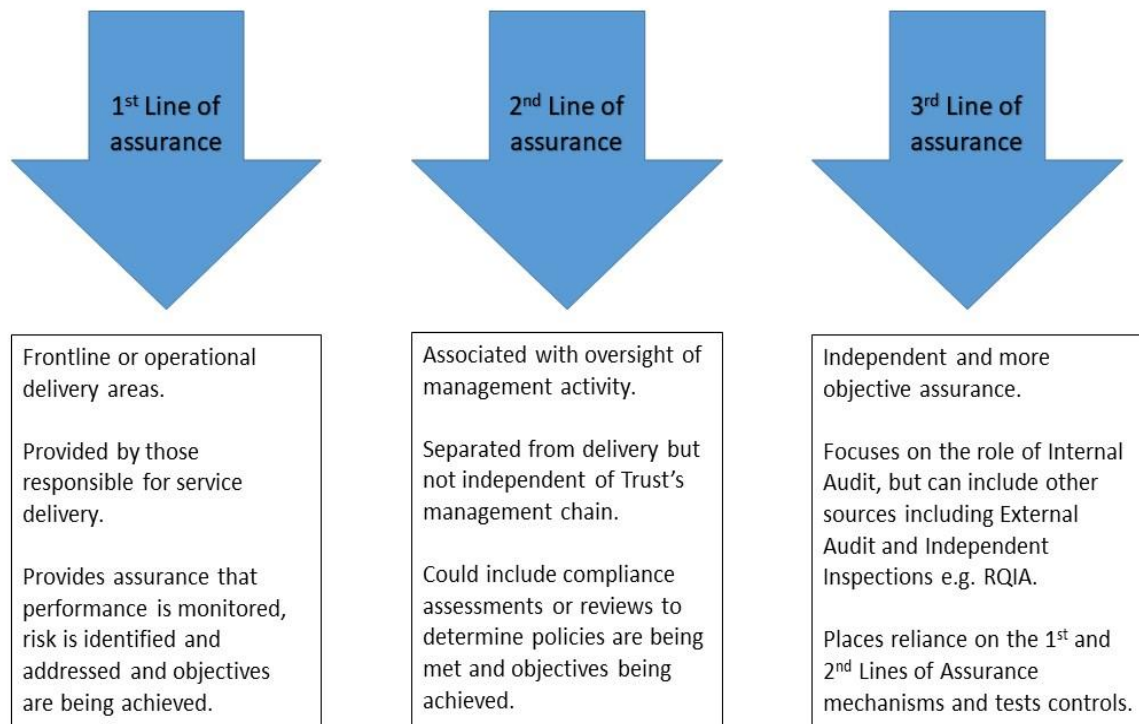 1st Line of
assurance
2nd Line of
assurance
3rd Line of
assurance
Frontline or operational
delivery areas.
Provided by those
responsible for service
delivery.
Provides assurance that
performance is monitored,
risk is identified and
addressed and objectives
are being achieved.
Associated with oversight of
management activity.
Separated from delivery but
not independent of Trust's
management chain.
Could include compliance
assessments or reviews to
determine policies are being
met and objectives being
achieved.
Independent and more
objective assurance.
Focuses on the role of Internal
Audit, but can include other
sources including External
Audit and Independent
Inspections e.g. RQIA.
Places reliance on the 1st and
2nd Lines of Assurance
mechanisms and tests controls.